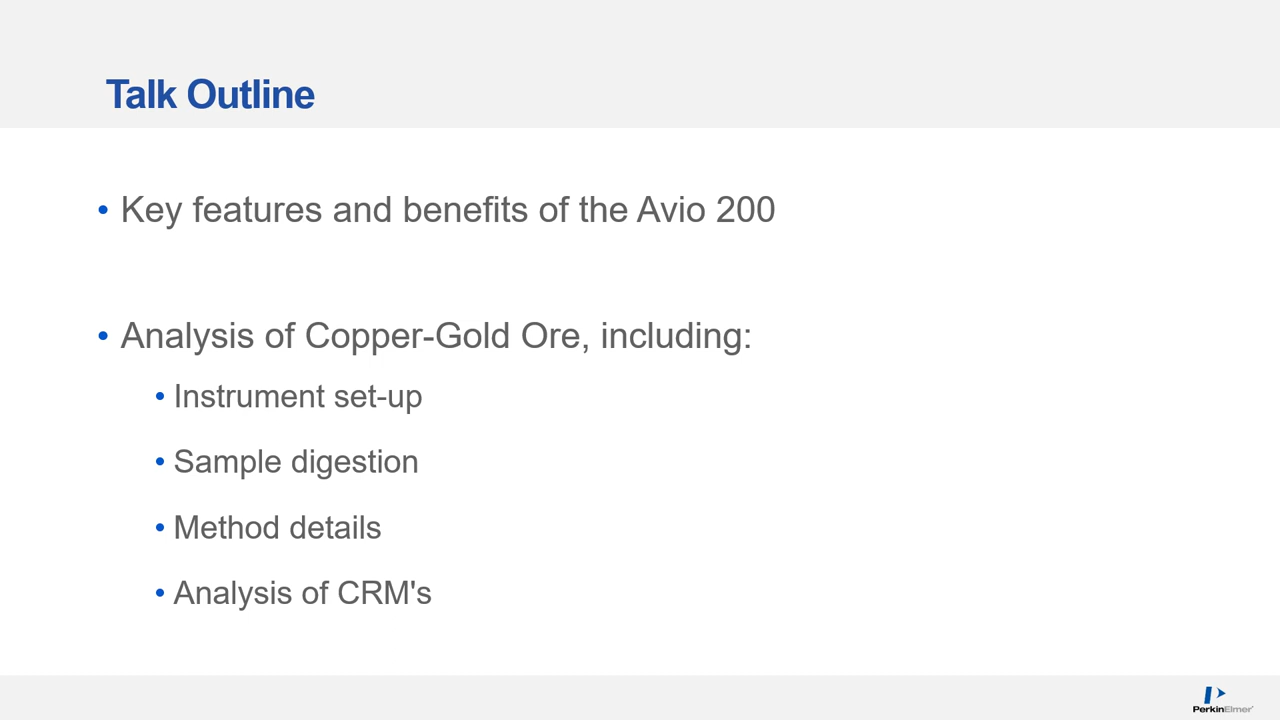 Talk Outline
• Key features and benefits of the Avio 200
• Analysis of Copper-Gold Ore, including:
• Instrument set-up
• Sample digestion
• Method details
• Analysis of CRM's
PerkinElmer